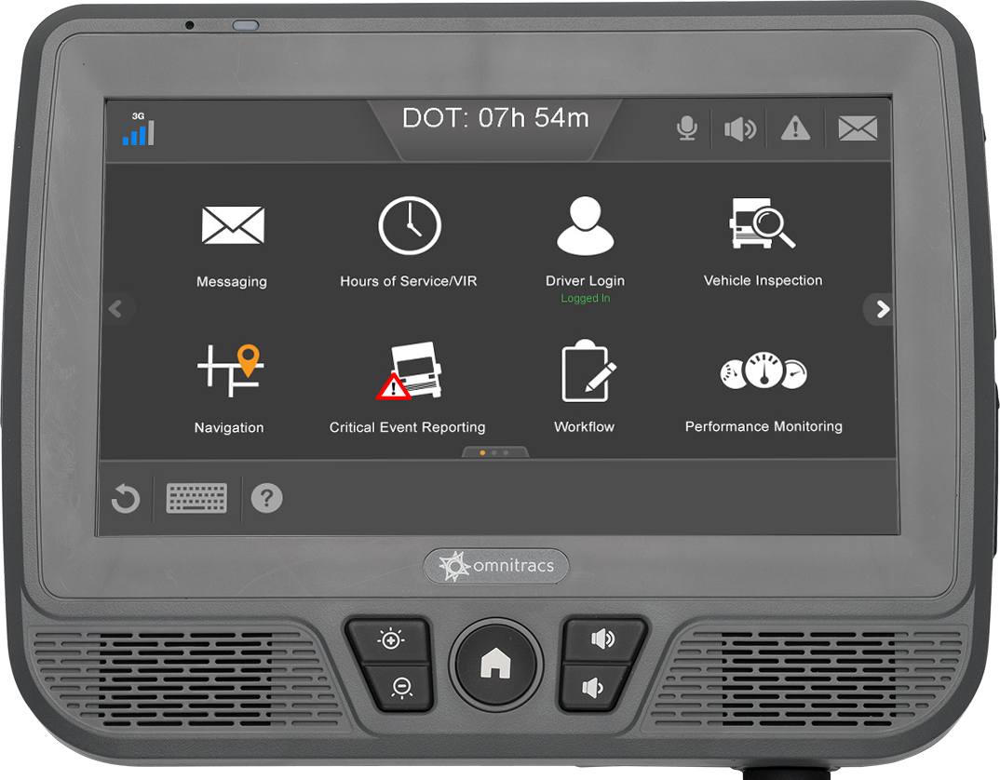 3G
DOT: 07h 54m
Messaging
Hours of Service/VIR
Driver Login
Logged In
Vehicle Inspection
Navigation
Critical Event Reporting
Workflow
Performance Monitoring
?
omnitracs